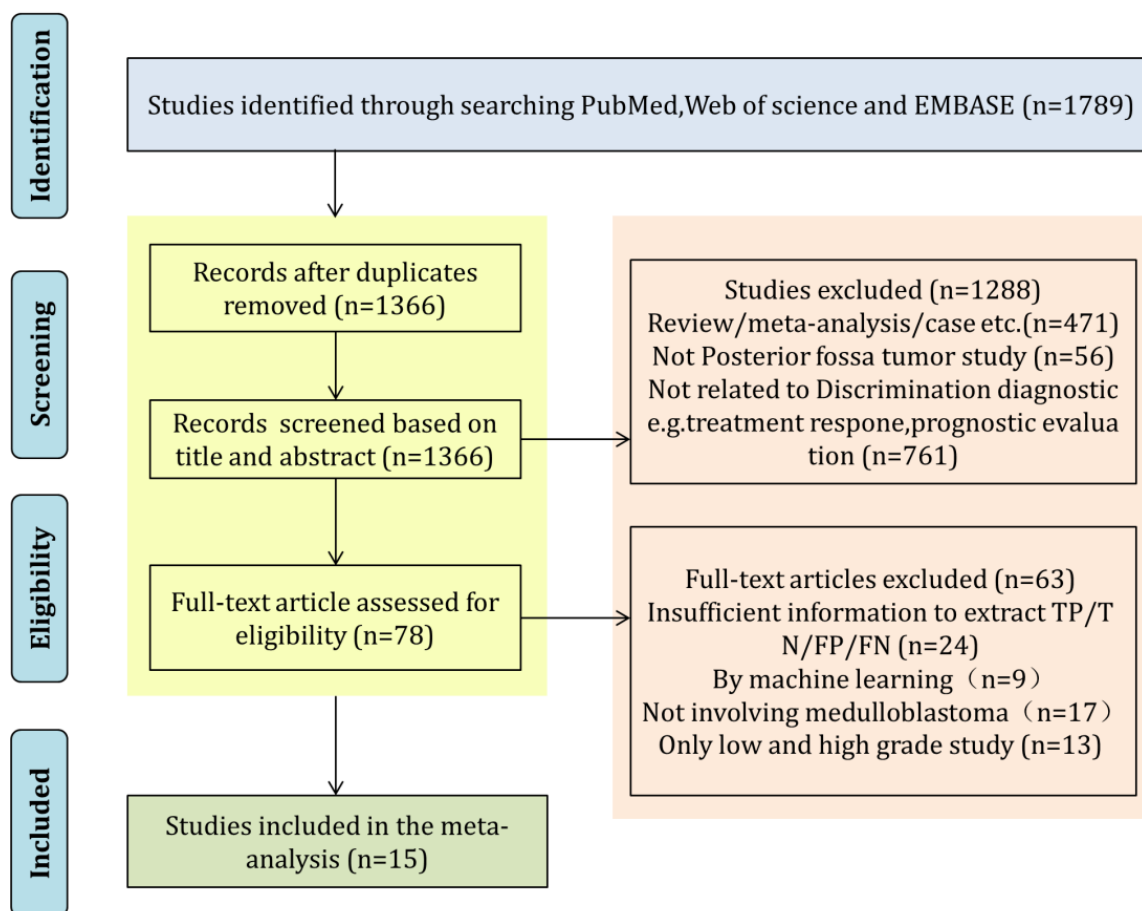 Identification
Studies identified through searching PubMed,Web of science and EMBASE (n=1789)
Screening
Records after duplicates
removed (n=1366)
Records screened based on
title and abstract (n=1366)
Studies excluded (n=1288)
Review/meta-analysis/case etc.(n=471)
Not Posterior fossa tumor study (n=56)
Not related to Discrimination diagnostic
e.g.treatment respone,prognostic evalua
tion (n=761)
Eligibility
Full-text article assessed for
eligibility (n=78)
Full-text articles excluded (n=63)
Insufficient information to extract TP/T
N/FP/FN (n=24)
By machine learning（n=9）
Not involving medulloblastoma（n=17）
Only low and high grade study (n=13)
Included
Studies included in the meta-
analysis (n=15)